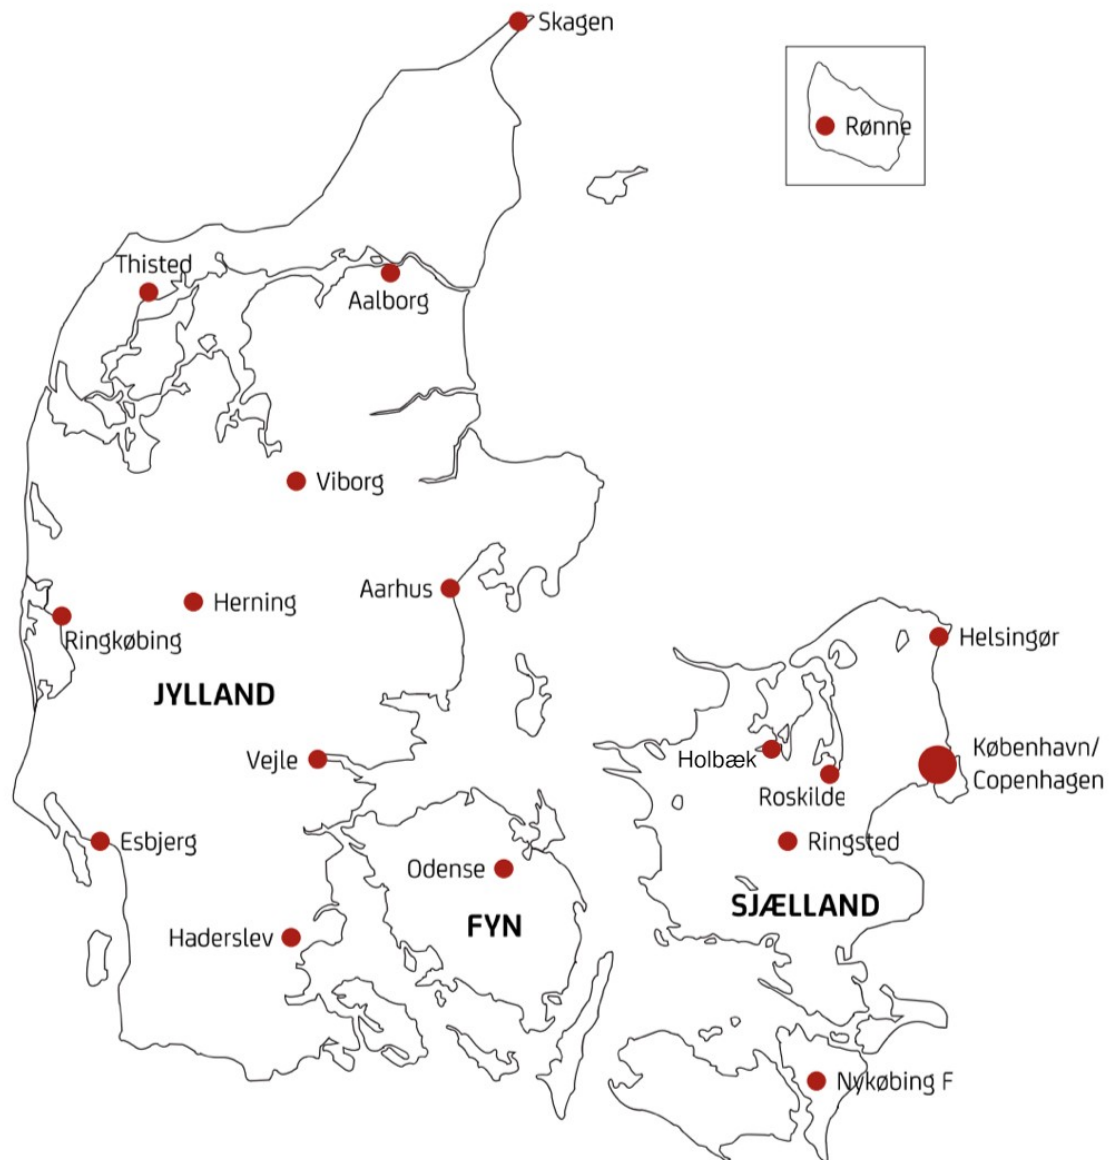 Skagen
Rønne
Thisted
Aalborg
Viborg
Aarhus
Herning
Ringkøbing
Helsingør
JYLLAND
København/
Copenhagen
Vejle
Holbæk
Roskilde
Esbjerg
Ringsted
Odense
SJÆLLAND
FYN
Haderslev
Nykøbing F